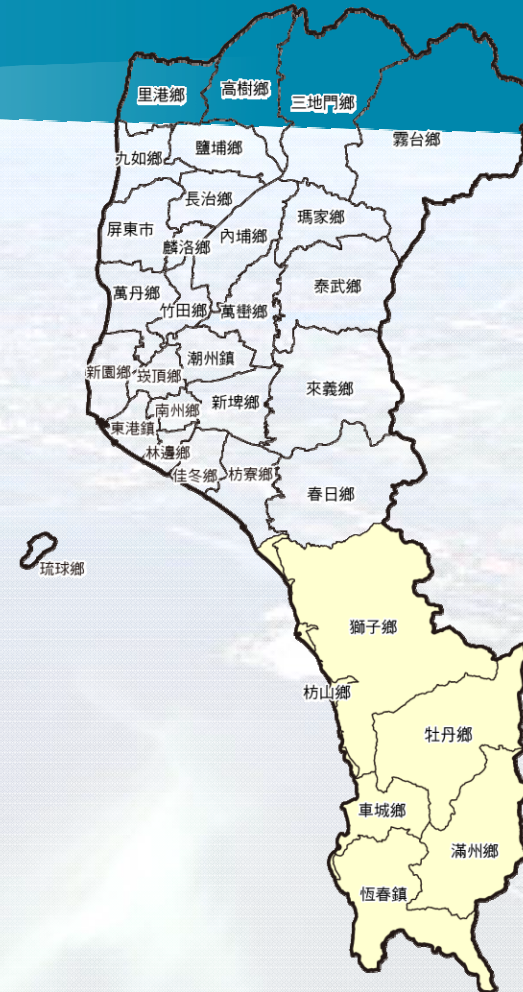 里港鄉
高樹鄉
三地門鄉
霧台鄉
九如鄉
鹽埔鄉
長治鄉
屏東市
麟洛鄉
內埔鄉
瑪家鄉
泰武鄉
萬丹鄉
竹田鄉
萬巒鄉
潮州鎮
新園鄉
崁頂鄉
來義鄉
南州鄉
新埤鄉
東港鎮
林邊鄉
佳冬鄉
枋寮鄉
春日鄉
琉球鄉
獅子鄉
枋山鄉
牡丹鄉
車城鄉
滿州鄉
恆春鎮